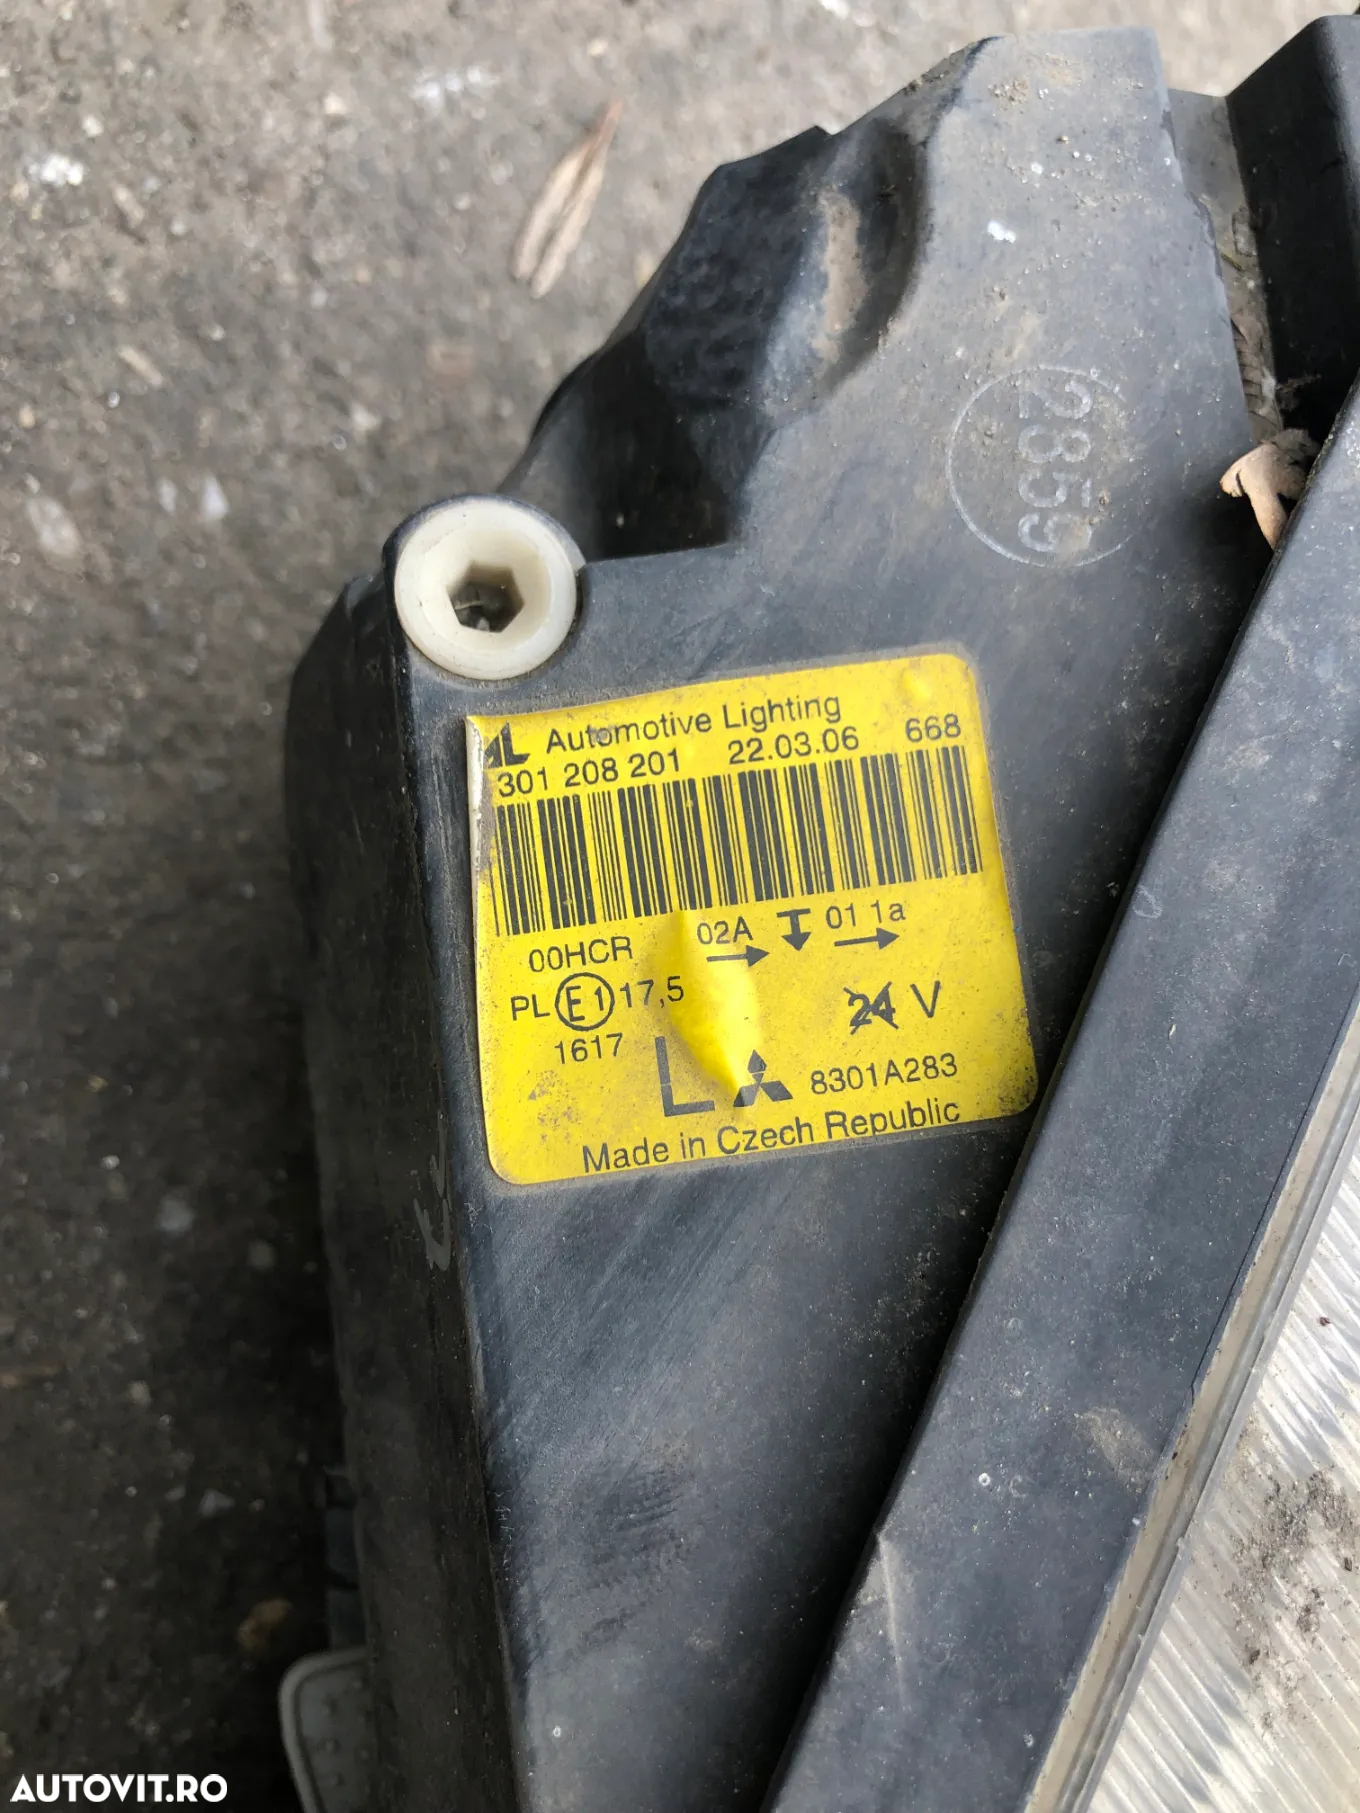 2859
AL Automotive Lighting
301 208 201 22.03.06 668
00HCR 02A 01 1a
PL E1 17,5 24 V
1617
L 8301A283
Made in Czech Republic
AUTOVIT.RO